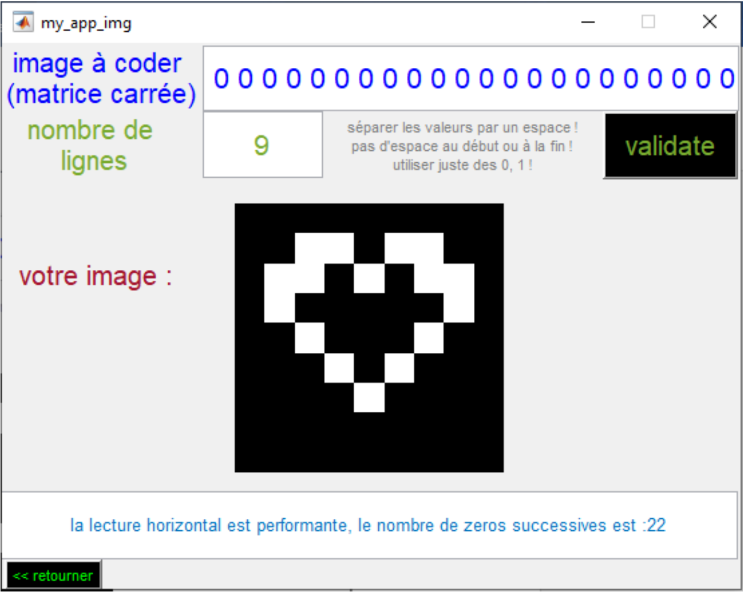 my_app_img
image à coder
(matrice carrée)
0 0 0 0 0 0 0 0 0 0 0 0 0 0 0 0 0 0 0 0 0 0
nombre de
lignes
9
séparer les valeurs par un espace !
pas d'espace au début ou à la fin !
utiliser juste des 0, 1 !
validate
votre image :
la lecture horizontal est performante, le nombre de zeros successives est :22
<< retourner